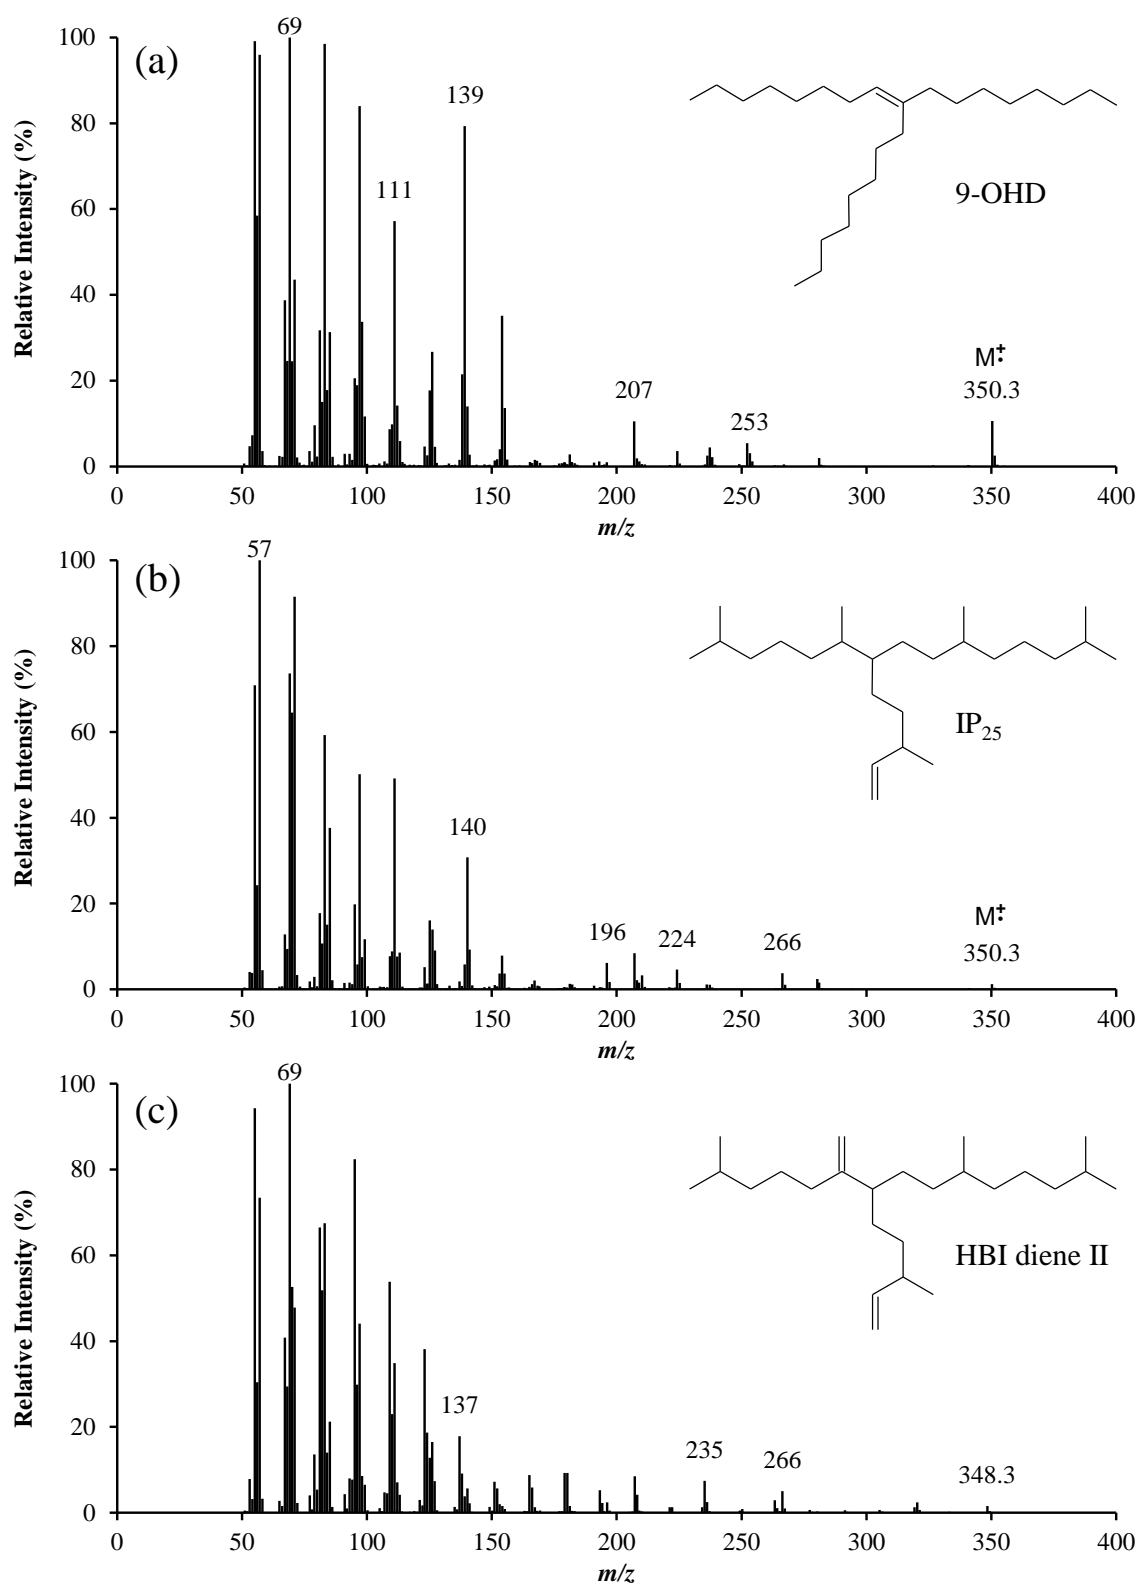 69
100
(a)
139
80
111
60
9-OHD
40
M‡
350.3
20
207
253
0
0 50 100 150 200 250 300 350 400
m/z
Relative Intensity (%)
57
100
(b)
80
60
IP25
40
140
M‡
20
196 224 266 350.3
0
0 50 100 150 200 250 300 350 400
m/z
Relative Intensity (%)
69
100
(c)
80
60
HBI diene II
40
20
137
235 266 348.3
0
0 50 100 150 200 250 300 350 400
m/z
Relative Intensity (%)